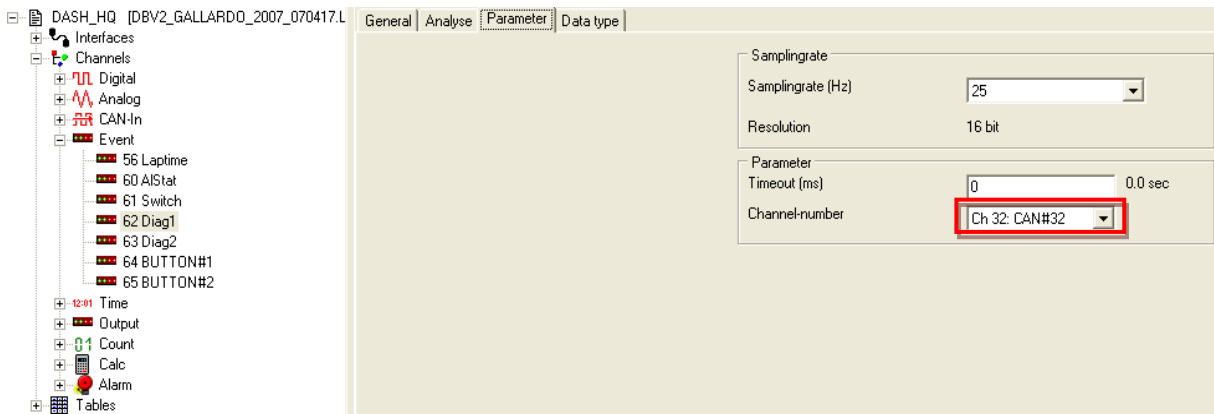 DASH_HQ [DBV2_GALLARDO_2007_070417.L
Interfaces
Channels
Digital
Analog
CAN-In
Event
56 Laptime
60 AlStat
61 Switch
62 Diag1
63 Diag2
64 BUTTON#1
65 BUTTON#2
12:01 Time
Output
Count
Calc
Alarm
Tables
General Analyse Parameter Data type
Samplingrate
Samplingrate (Hz) 25
Resolution 16 bit
Parameter
Timeout (ms) 0 0.0 sec
Channel-number Ch 32: CAN#32